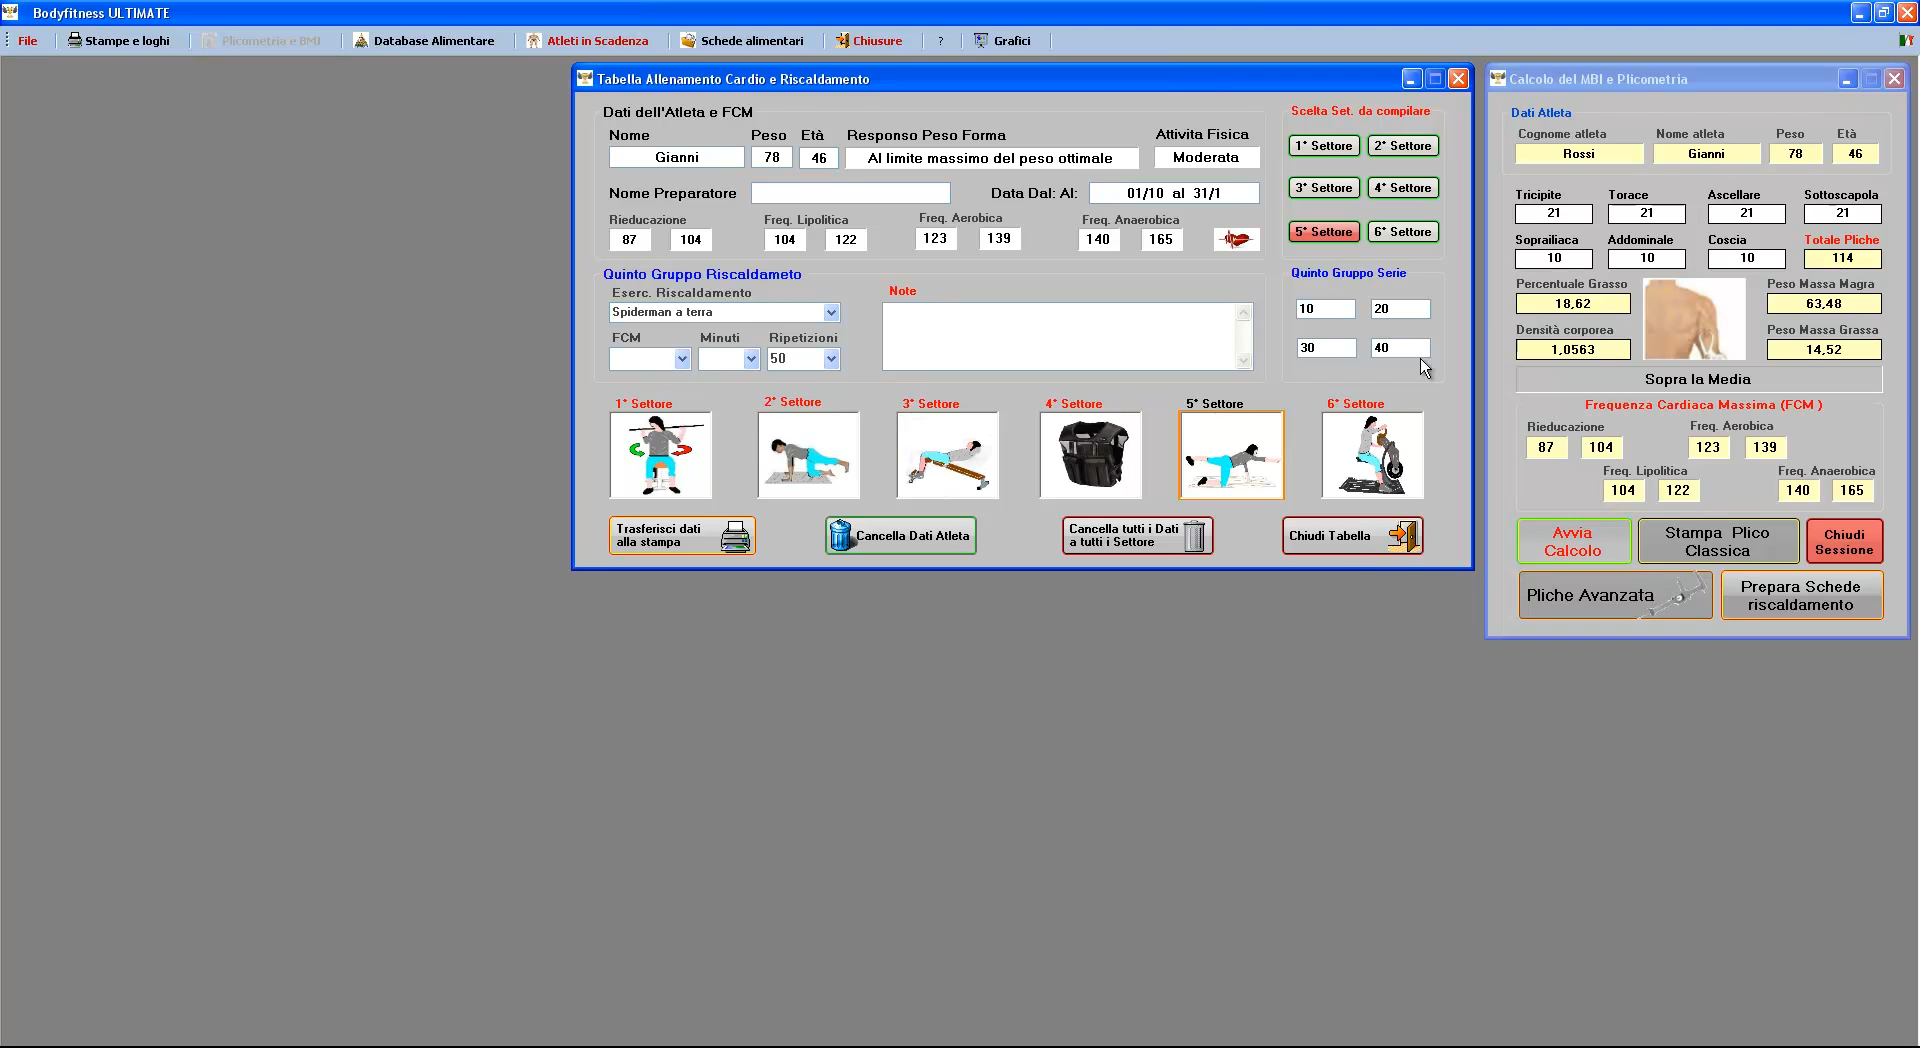 Bodyfitness ULTIMATE
File
Stampe e loghi
Plicometria e BMI
Database Alimentare
Atleti in Scadenza
Schede alimentari
Chiusure
?
Grafici
Tabella Allenamento Cardio e Riscaldamento
Dati dell'Atleta e FCM
Nome Peso Età Responso Peso Forma Attivita Fisica
Gianni 78 46 Al limite massimo del peso ottimale Moderata
Nome Preparatore Data Dal: Al: 01/10 al 31/1
Rieducazione Freq. Lipolitica Freq. Aerobica Freq. Anaerobica
87 104 104 122 123 139 140 165
Scelta Set. da compilare
1° Settore 2° Settore
3° Settore 4° Settore
5° Settore 6° Settore
Quinto Gruppo Riscaldameto
Eserc. Riscaldamento
Spiderman a terra
FCM Minuti Ripetizioni
50
Note
Quinto Gruppo Serie
10 20
30 40
1° Settore 2° Settore 3° Settore 4° Settore 5° Settore 6° Settore
Trasferisci dati
alla stampa
Cancella Dati Atleta
Cancella tutti i Dati
a tutti i Settore
Chiudi Tabella
Calcolo del MBI e Plicometria
Dati Atleta
Cognome atleta Nome atleta Peso Età
Rossi Gianni 78 46
Tricipite Torace Ascellare Sottoscapola
21 21 21 21
Soprailiaca Addominale Coscia Totale Pliche
10 10 10 114
Percentuale Grasso Peso Massa Magra
18,62 63,48
Densità corporea Peso Massa Grassa
1,0563 14,52
Sopra la Media
Frequenza Cardiaca Massima (FCM )
Rieducazione Freq. Aerobica
87 104 123 139
Freq. Lipolitica Freq. Anaerobica
104 122 140 165
Avvia
Calcolo
Stampa Plico
Classica
Chiudi
Sessione
Pliche Avanzata
Prepara Schede
riscaldamento